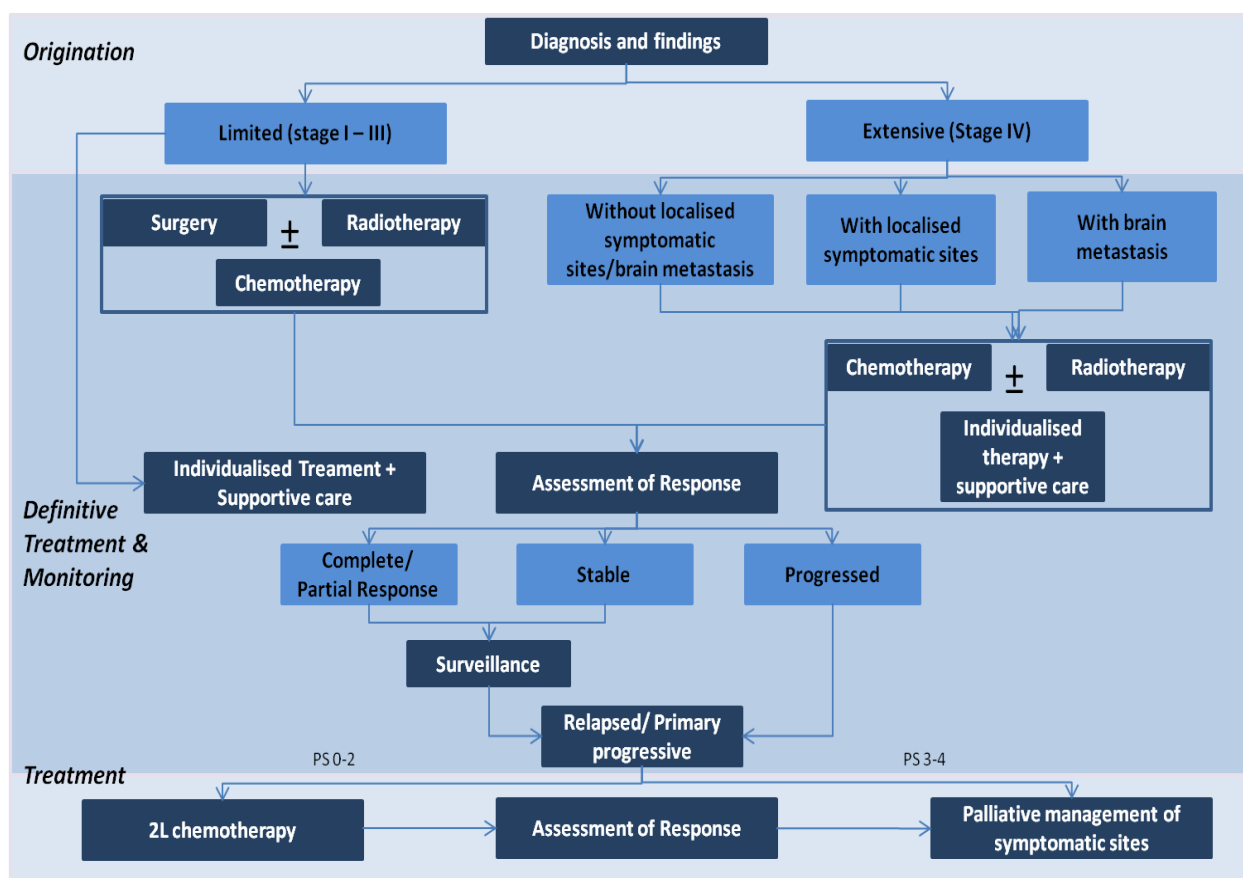 Diagnosis and findings
Origination
Limited (stage I – III)
Extensive (Stage IV)
Surgery
±
Radiotherapy
Chemotherapy
Without localised
symptomatic
sites/brain metastasis
With localised
symptomatic sites
With brain
metastasis
Chemotherapy
±
Radiotherapy
Individualised
therapy +
supportive care
Individualised Treament +
Supportive care
Assessment of Response
Definitive
Treatment &
Monitoring
Complete/
Partial Response
Stable
Progressed
Surveillance
Relapsed/ Primary
progressive
PS 0-2
PS 3-4
Treatment
2L chemotherapy
Assessment of Response
Palliative management of
symptomatic sites